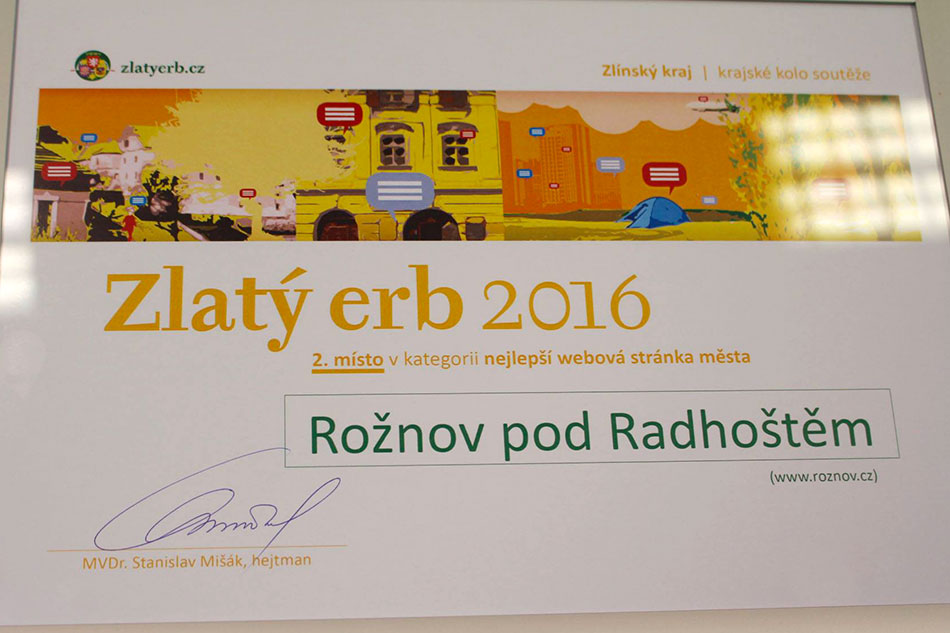 zlatyerb.cz
Zlínský kraj | krajské kolo soutěže
Zlatý erb 2016
2. místo v kategorii nejlepší webová stránka města
Rožnov pod Radhoštěm
(www.roznov.cz)
MVDr. Stanislav Mišák, hejtman